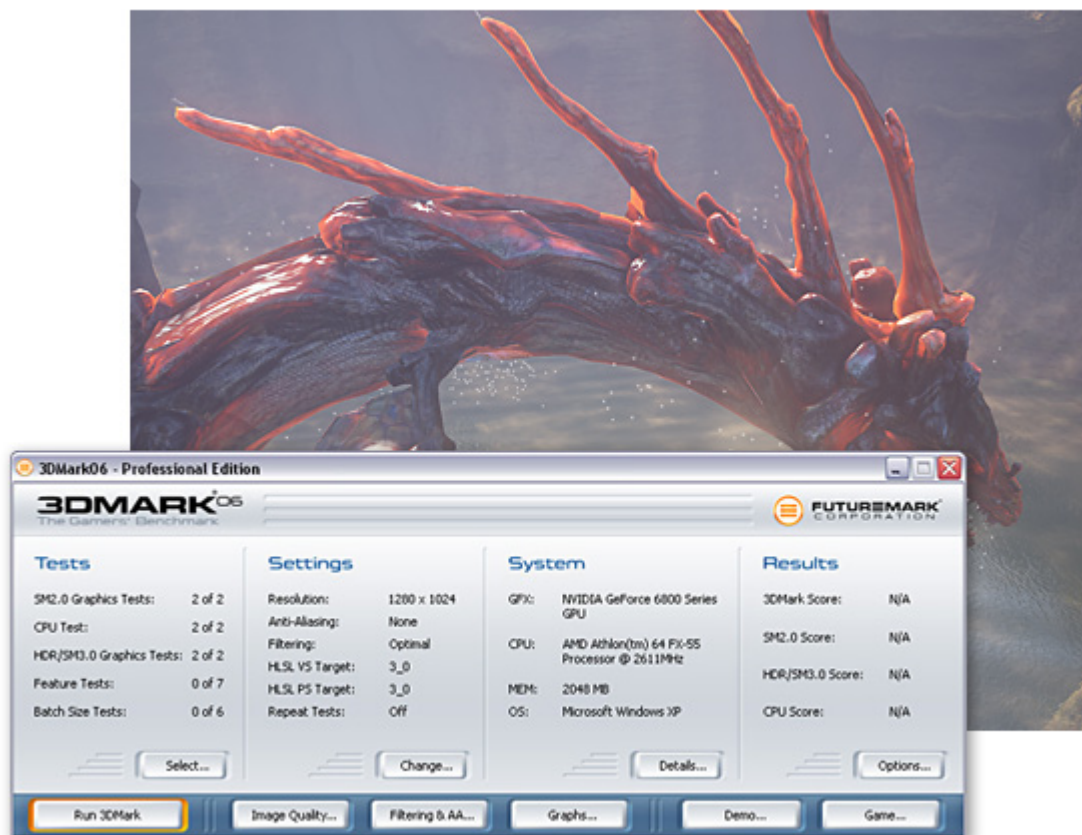 3DMark06 - Professional Edition
3DMARK®06
The Gamers' Benchmark
FUTUREMARK®
CORPORATION
Tests
SM2.0 Graphics Tests: 2 of 2
CPU Test: 2 of 2
HDR/SM3.0 Graphics Tests: 2 of 2
Feature Tests: 0 of 7
Batch Size Tests: 0 of 6
Select...
Settings
Resolution: 1280 x 1024
Anti-Aliasing: None
Filtering: Optimal
HLSL VS Target: 3_0
HLSL PS Target: 3_0
Repeat Tests: Off
Change...
System
GFX: NVIDIA GeForce 6800 Series
GPU
CPU: AMD Athlon(tm) 64 FX-55
Processor @ 2611MHz
MEM: 2048 MB
OS: Microsoft Windows XP
Details...
Results
3DMark Score: N/A
SM2.0 Score: N/A
HDR/SM3.0 Score: N/A
CPU Score: N/A
Options...
Run 3DMark
Image Quality...
Filtering & AA...
Graphs...
Demo...
Game...